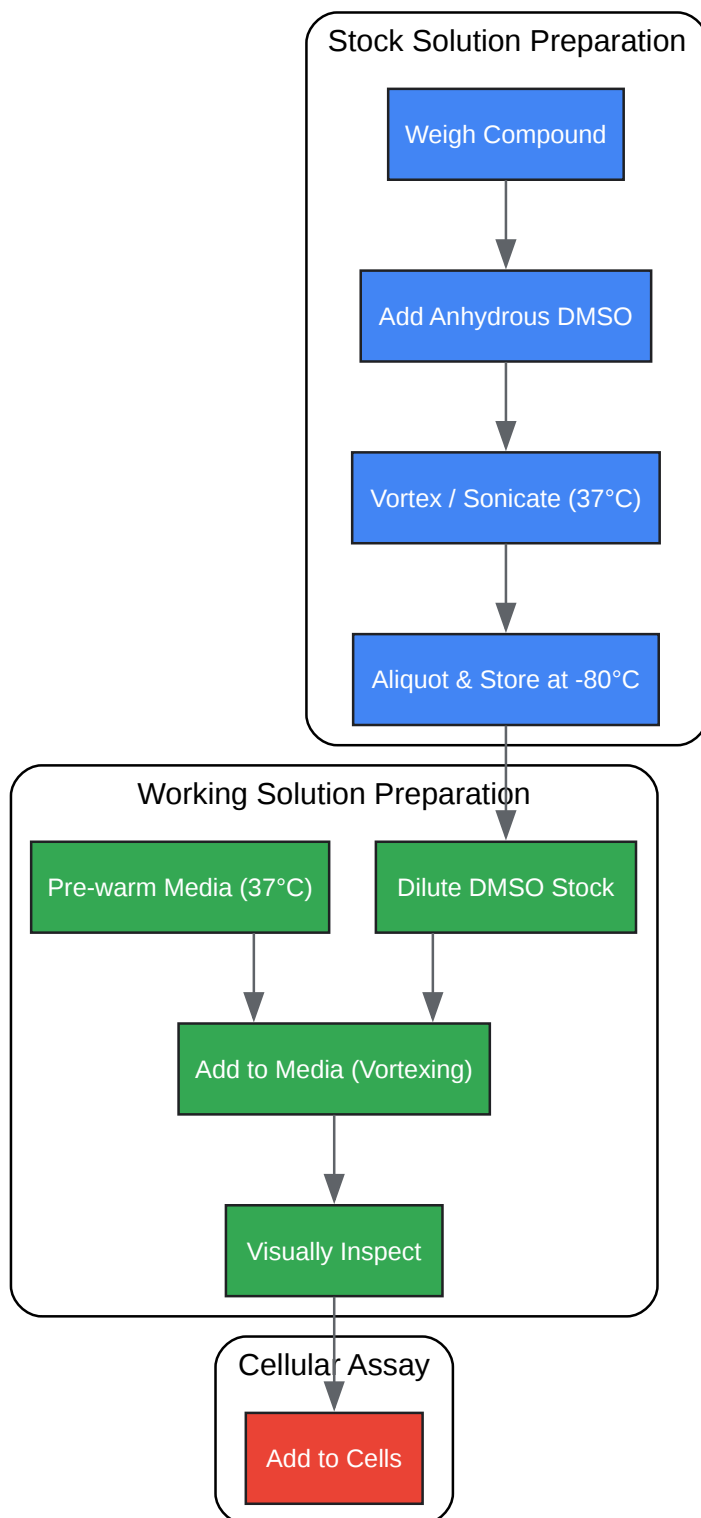 Stock Solution Preparation
Weigh Compound
Add Anhydrous DMSO
Vortex / Sonicate (37°C)
Aliquot & Store at -80°C
Working Solution Preparation
Pre-warm Media (37°C)
Dilute DMSO Stock
Add to Media (Vortexing)
Visually Inspect
Cellular Assay
Add to Cells